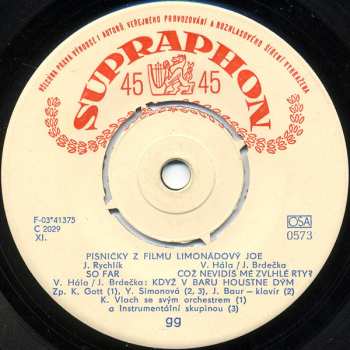 VŠECHNA PRÁVA VÝROBCE I AUTORŮ, VEŘEJNÉHO PROVOZOVÁNÍ A ROZHLASOVÉHO ŠÍŘENÍ VYHRAŽENA
SUPRAPHON
45 45
F-03*41375
C 2029
XI.
OSA
0573
PÍSNIČKY Z FILMU LIMONÁDOVÝ JOE
J. Rychlík V. Hála / J. Brdečka
SO FAR COŽ NEVIDÍŠ MÉ ZVLHLÉ RTY?
V. Hála / J. Brdečka: KDYŽ V BARU HOUSTNE DÝM
Zp. K. Gott (1) - Y. Simonová (2, 3), J. Baur — klavír (2)
K. Vlach se svým orchestrem (1)
a Instrumentální skupinou (3)
gg